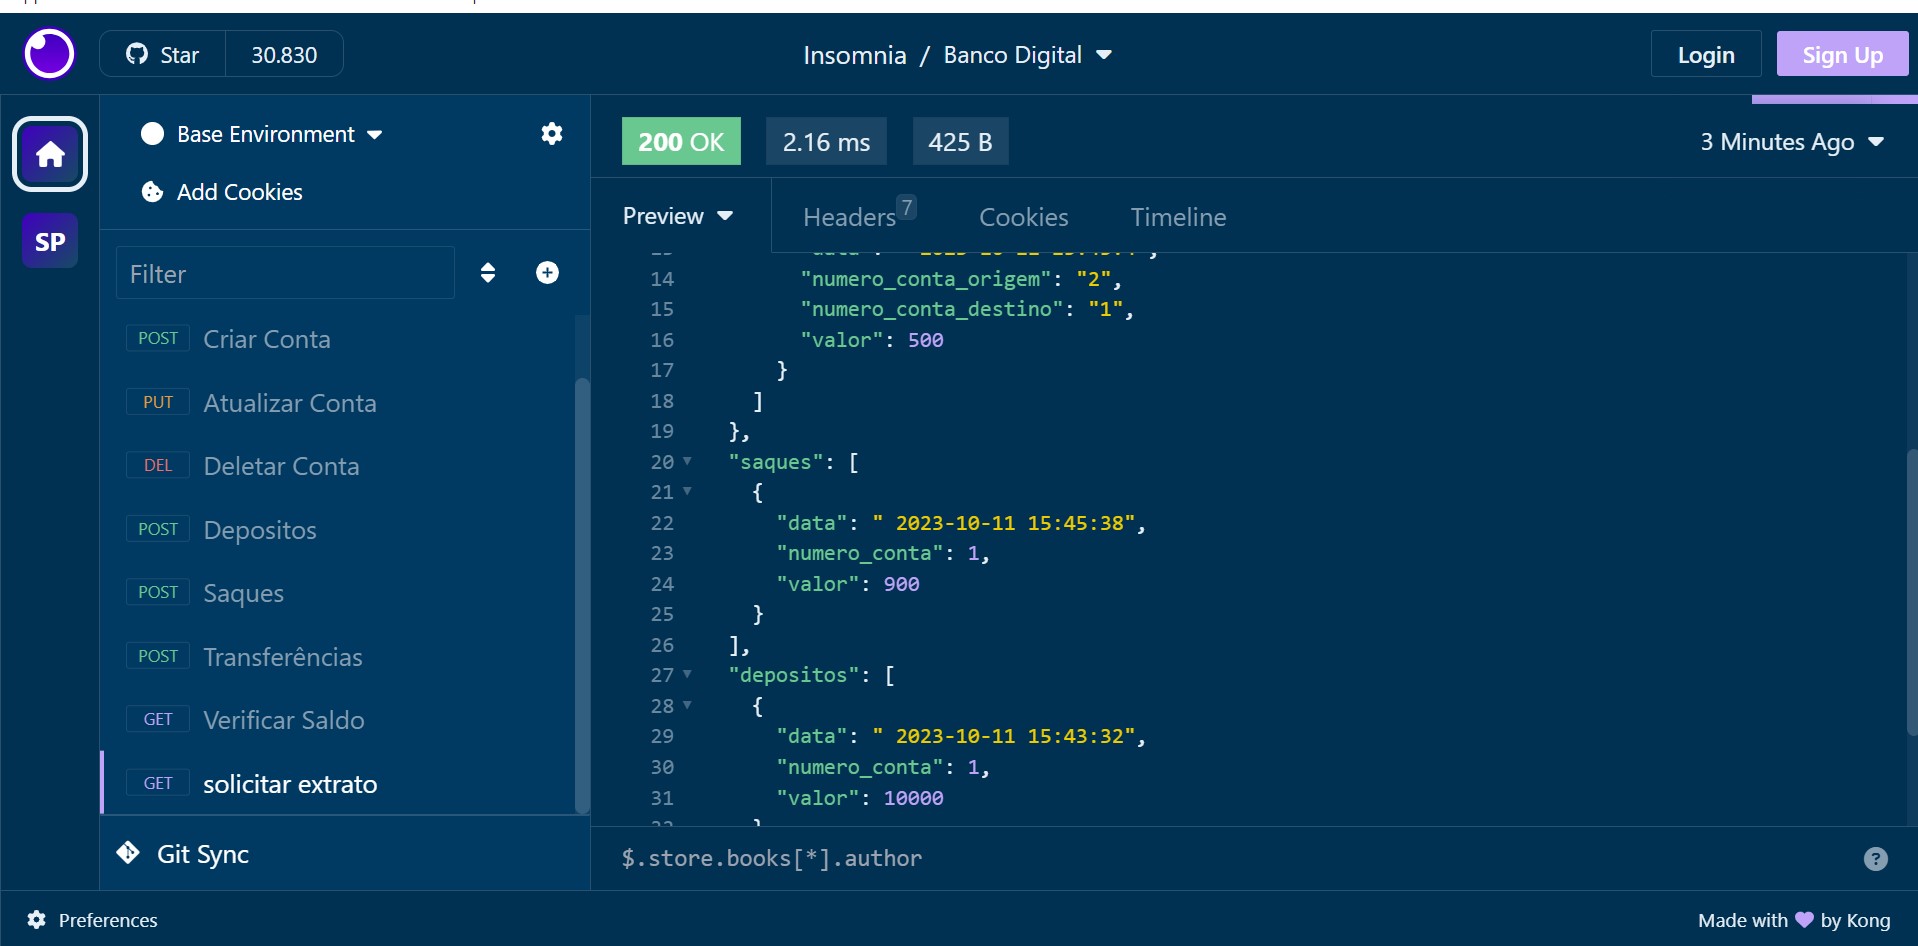 Star 30.830
Insomnia / Banco Digital
Login
Sign Up
Base Environment
Add Cookies
SP
Filter
POST Criar Conta
PUT Atualizar Conta
DEL Deletar Conta
POST Depositos
POST Saques
POST Transferências
GET Verificar Saldo
GET solicitar extrato
Git Sync
200 OK 2.16 ms 425 B
3 Minutes Ago
Preview Headers 7 Cookies Timeline
14 "numero_conta_origem": "2",
15 "numero_conta_destino": "1",
16 "valor": 500
17 }
18 ]
19 },
20 "saques": [
21 {
22 "data": " 2023-10-11 15:45:38",
23 "numero_conta": 1,
24 "valor": 900
25 }
26 ],
27 "depositos": [
28 {
29 "data": " 2023-10-11 15:43:32",
30 "numero_conta": 1,
31 "valor": 10000
$.store.books[*].author
?
Preferences
Made with by Kong